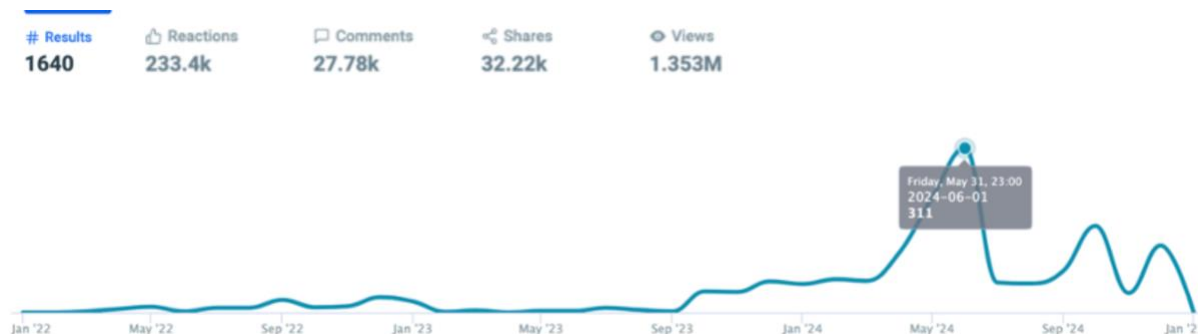 # Results Reactions Comments Shares Views
1640 233.4k 27.78k 32.22k 1.353M
Friday, May 31, 23:00
2024-06-01
311
Jan '22 May '22 Sep '22 Jan '23 May '23 Sep '23 Jan '24 May '24 Sep '24 Jan '2